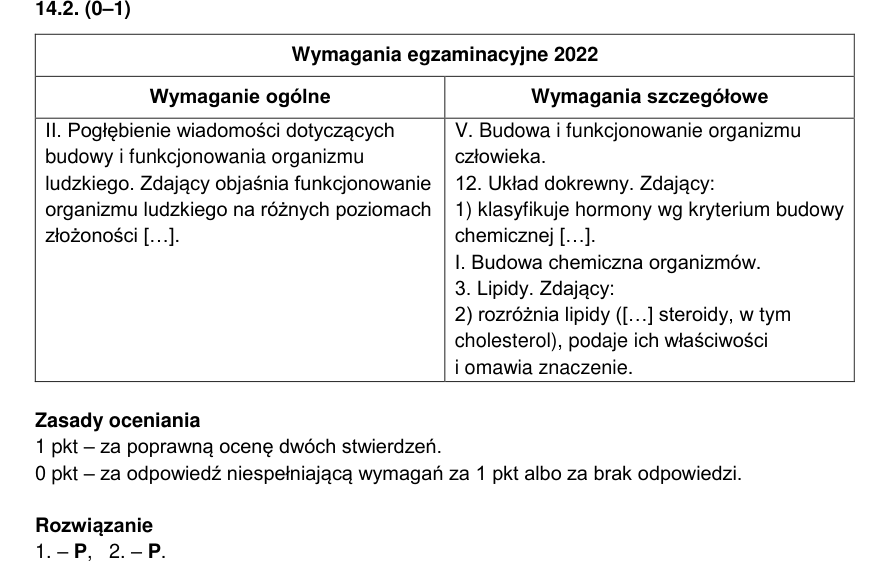 14.2. (0–1)
Wymagania egzaminacyjne 2022
Wymaganie ogólne
Wymagania szczegółowe
II. Pogłębienie wiadomości dotyczących
budowy i funkcjonowania organizmu
ludzkiego. Zdający objaśnia funkcjonowanie
organizmu ludzkiego na różnych poziomach
złożoności […].
V. Budowa i funkcjonowanie organizmu
człowieka.
12. Układ dokrewny. Zdający:
1) klasyfikuje hormony wg kryterium budowy
chemicznej […].
I. Budowa chemiczna organizmów.
3. Lipidy. Zdający:
2) rozróżnia lipidy ([…] steroidy, w tym
cholesterol), podaje ich właściwości
i omawia znaczenie.
Zasady oceniania
1 pkt – za poprawną ocenę dwóch stwierdzeń.
0 pkt – za odpowiedź niespełniającą wymagań za 1 pkt albo za brak odpowiedzi.
Rozwiązanie
1. – P, 2. – P.